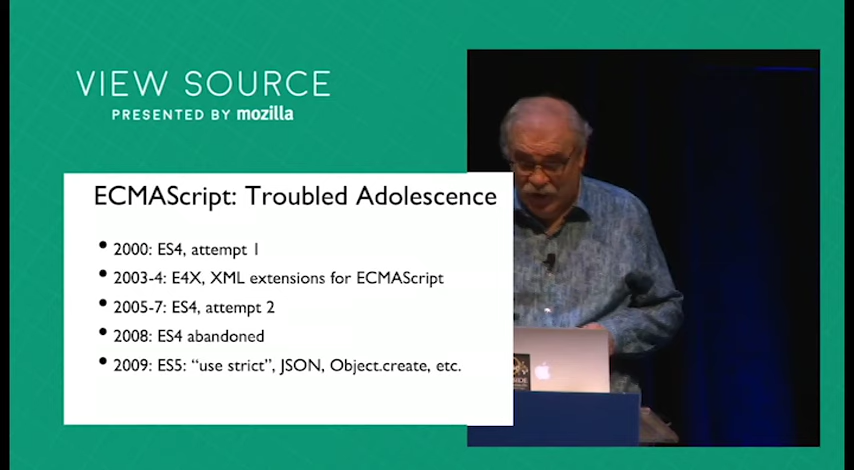 VIEW SOURCE
PRESENTED BY mozilla
ECMAScript: Troubled Adolescence
• 2000: ES4, attempt 1
• 2003-4: E4X, XML extensions for ECMAScript
• 2005-7: ES4, attempt 2
• 2008: ES4 abandoned
• 2009: ES5: “use strict”, JSON, Object.create, etc.